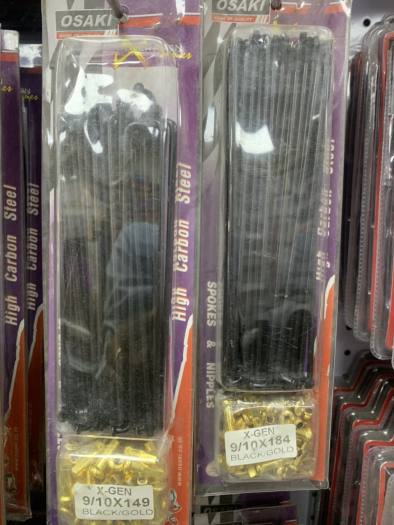 OSAKI
OSAKI
High Carbon Steel
High Carbon Steel
High Carbon Steel
High
SPOKES & NIPPLES
X-GEN
9/10X184
BLACK/GOLD
X-GEN
9/10X149
BLACK/GOLD